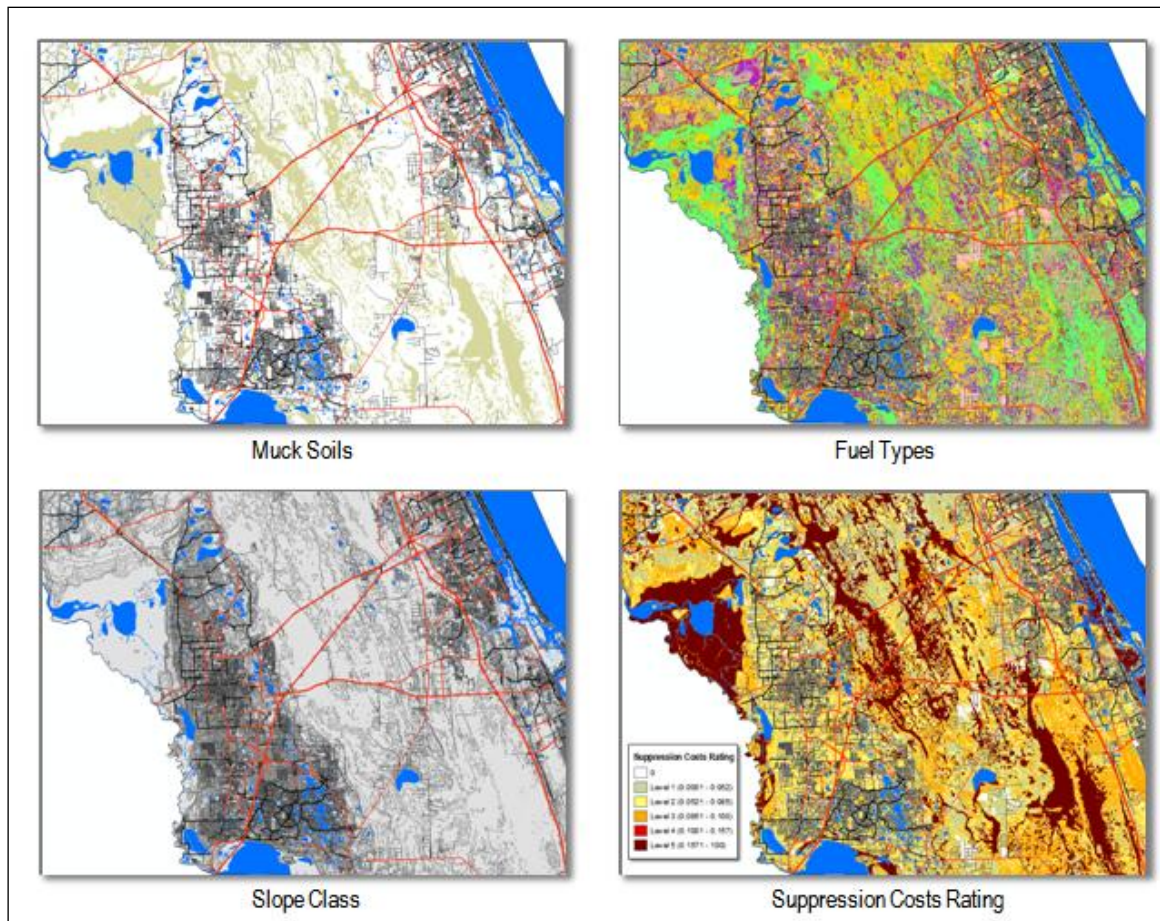 Muck Soils
Fuel Types
Slope Class
Suppression Costs Rating
Suppression Costs Rating
0
Level 1
Level 2
Level 3
Level 4
Level 5